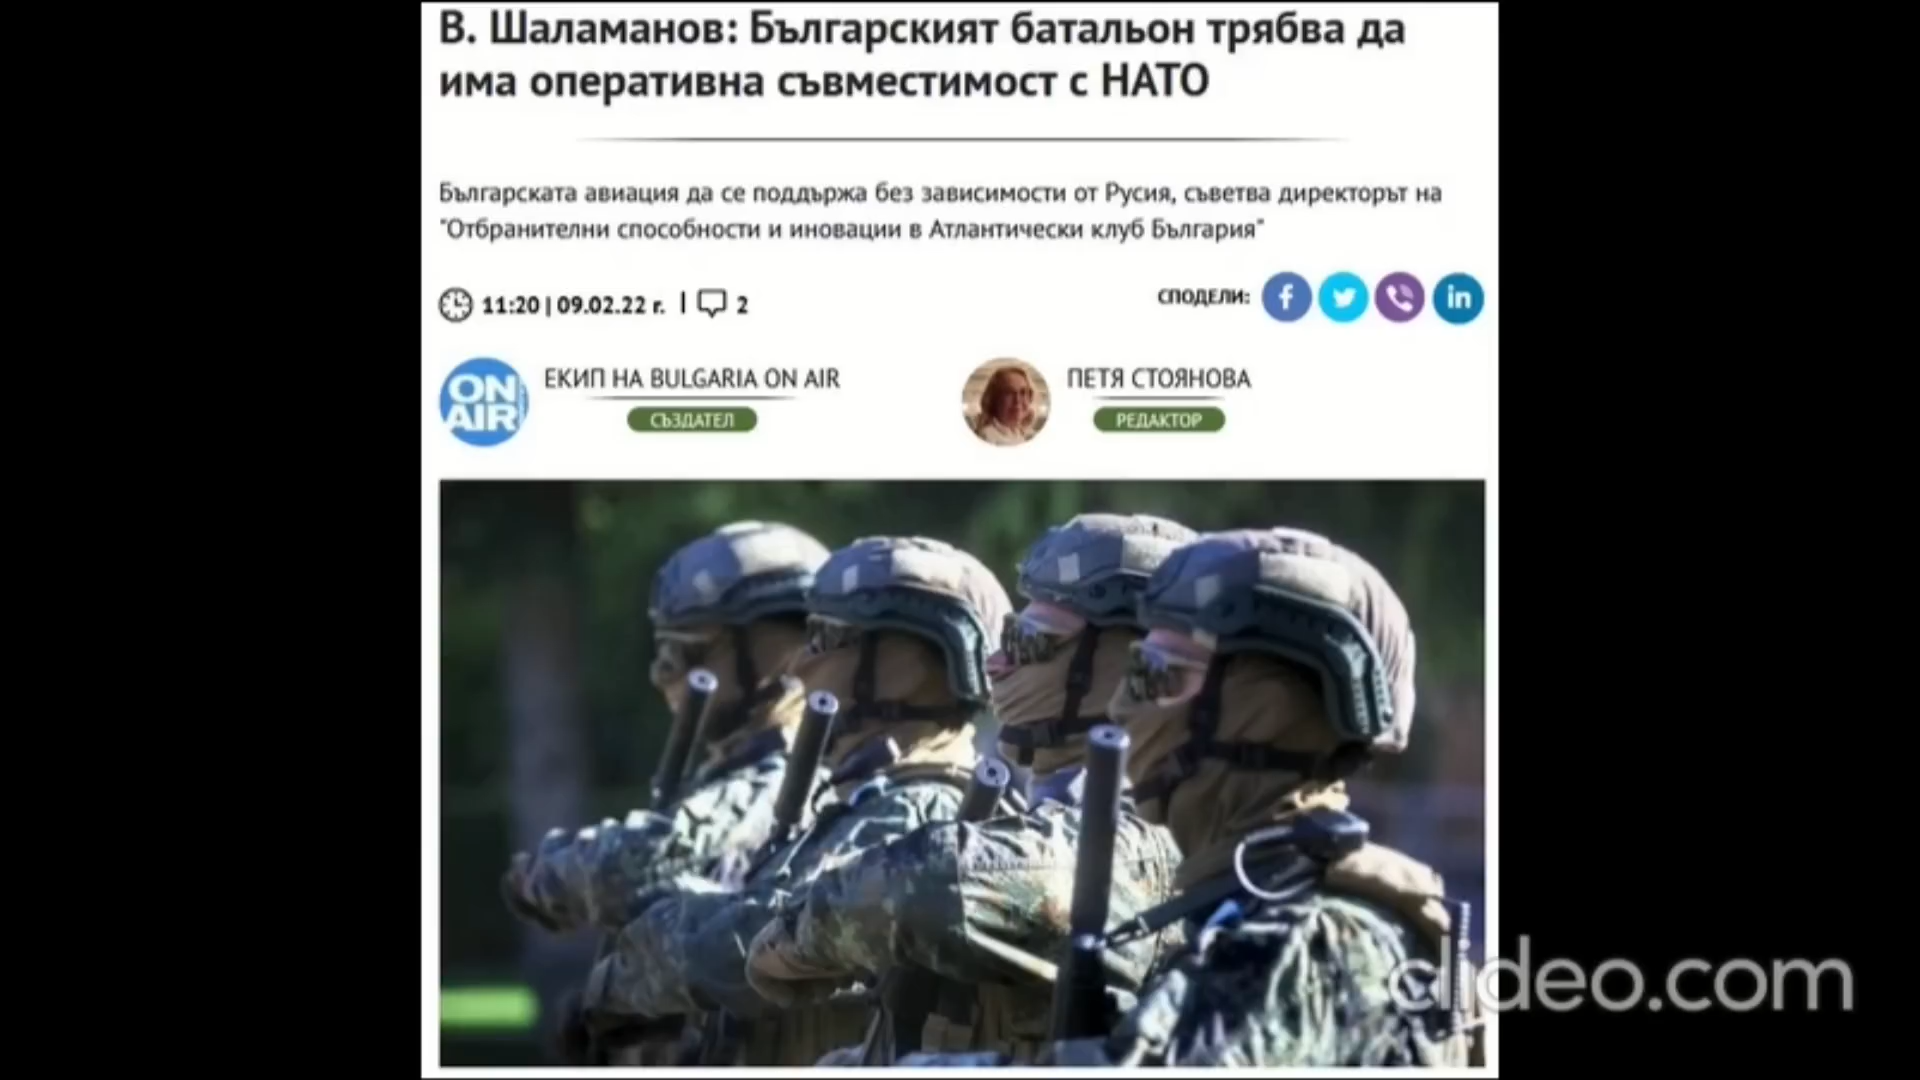 В. Шаламанов: Българският батальон трябва да
има оперативна съвместимост с НАТО
Българската авиация да се поддържа без зависимости от Русия, съветва директорът на
"Отбранителни способности и иновации в Атлантически клуб България"
11:20 | 09.02.22 г. | 2
СПОДЕЛИ:
ON
AIR
ЕКИП НА BULGARIA ON AIR
СЪЗДАТЕЛ
ПЕТЯ СТОЯНОВА
РЕДАКТОР
clideo.com